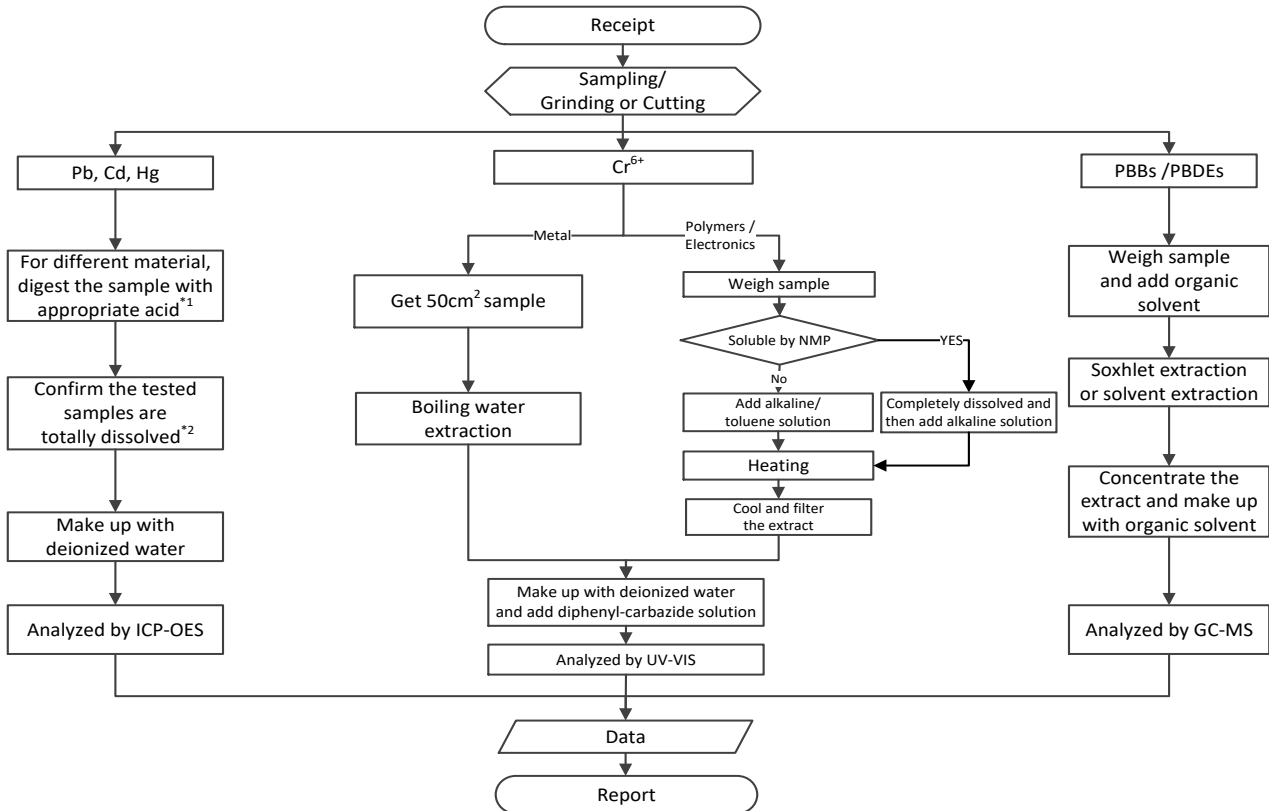 Receipt
Sampling/
Grinding or Cutting
Pb, Cd, Hg
For different material,
digest the sample with
appropriate acid*1
Confirm the tested
samples are
totally dissolved*2
Make up with
deionized water
Analyzed by ICP-OES
Cr6+
Metal
Get 50cm2 sample
Boiling water
extraction
Polymers /
Electronics
Weigh sample
Soluble by NMP
YES
No
Add alkaline/
toluene solution
Completely dissolved and
then add alkaline solution
Heating
Cool and filter
the extract
Make up with deionized water
and add diphenyl-carbazide solution
Analyzed by UV-VIS
PBBs /PBDEs
Weigh sample
and add organic
solvent
Soxhlet extraction
or solvent extraction
Concentrate the
extract and make up
with organic solvent
Analyzed by GC-MS
Data
Report